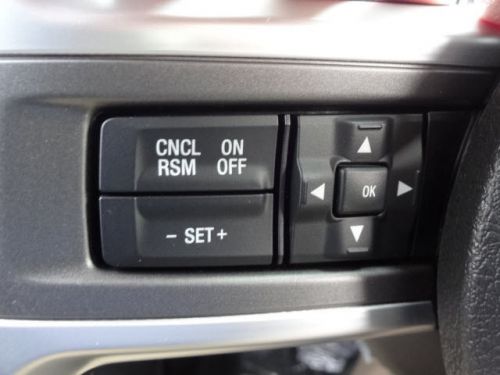 CNCL ON
RSM OFF
- SET +
OK